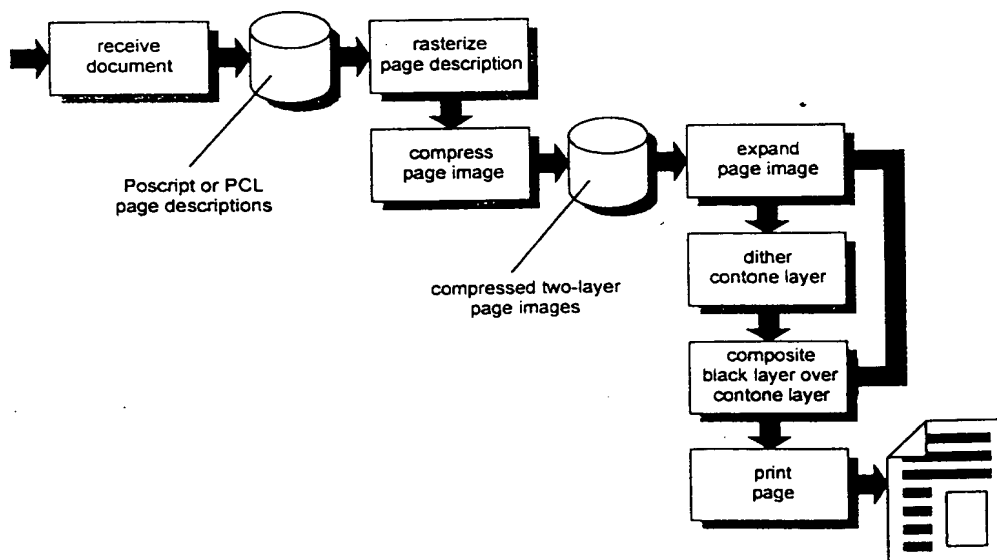 receive
document
rasterize
page description
compress
page image
expand
page image
Poscript or PCL
page descriptions
dither
contone layer
compressed two-layer
page images
composite
black layer over
contone layer
print
page